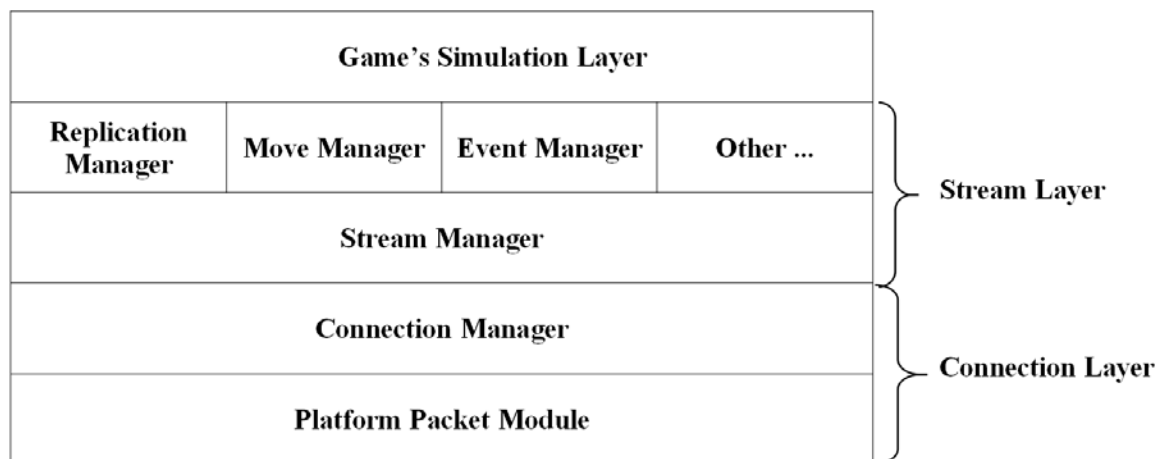 Game's Simulation Layer
Replication
Manager
Move Manager
Event Manager
Other ...
Stream Layer
Stream Manager
Connection Manager
Connection Layer
Platform Packet Module